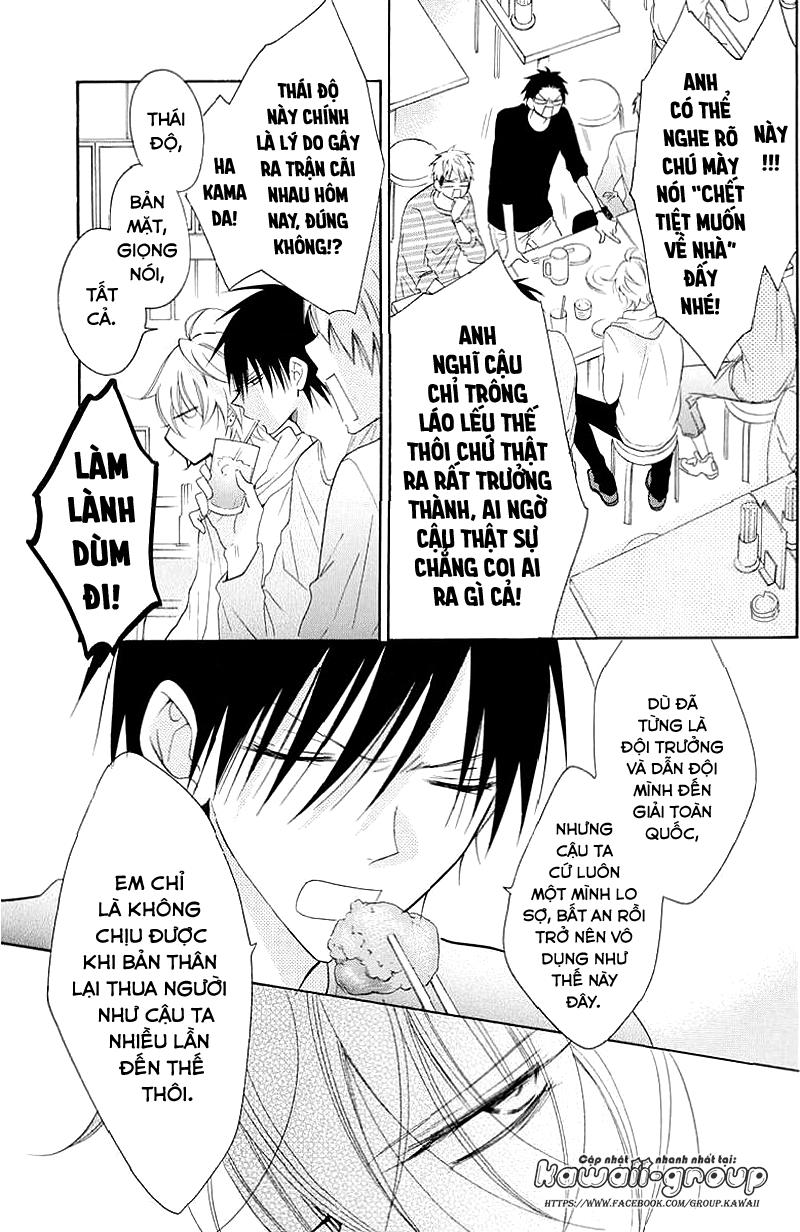 NÀY
!!!
ANH
CÓ THỂ
NGHE RÕ
CHÚ MÀY
NÓI “CHẾT
TIỆT MUỐN
VỀ NHÀ”
ĐẤY
NHÉ!
ANH
NGHĨ CẬU
CHỈ TRÔNG
LÁO LẾU THẾ
THÔI CHỨ THẬT
RA RẤT TRƯỞNG
THÀNH, AI NGỜ
CẬU THẬT SỰ
CHẲNG COI AI
RA GÌ CẢ!
THÁI ĐỘ
NÀY CHÍNH
LÀ LÝ DO GÂY
RA TRẬN CÃI
NHAU HÔM
NAY, ĐÚNG
KHÔNG!?
HA
KAMA
DA!
THÁI
ĐỘ,
BẢN
MẶT, GIỌNG
NÓI,
TẤT
CẢ.
LÀM
LÀNH
DÙM
ĐI!
DÙ ĐÃ
TỪNG LÀ
ĐỘI TRƯỞNG
VÀ DẪN ĐỘI
MÌNH ĐẾN
GIẢI TOÀN
QUỐC,
NHƯNG
CẬU TA
CỨ LUÔN
MỘT MÌNH LO
SỢ, BẤT AN RỒI
TRỞ NÊN VÔ
DỤNG NHƯ
THẾ NÀY
ĐÂY.
EM CHỈ
LÀ KHÔNG
CHỊU ĐƯỢC
KHI BẢN THÂN
LẠI THUA NGƯỜI
NHƯ CẬU TA
NHIỀU LẦN
ĐẾN THẾ
THÔI.
Cập nhật nhanh nhất tại:
kawaii-group
HTTPS://WWW.FACEBOOK.COM/GROUP.KAWAII